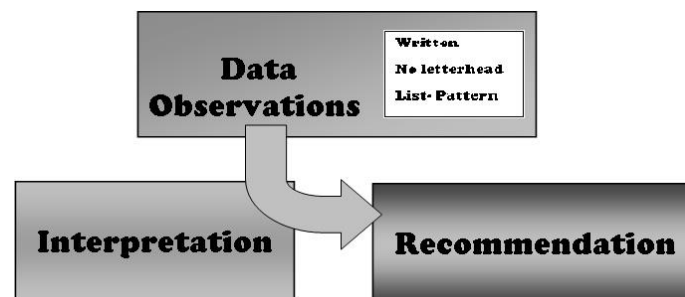 Data
Observations
Written
No letterhead
List-Pattern
Interpretation
Recommendation